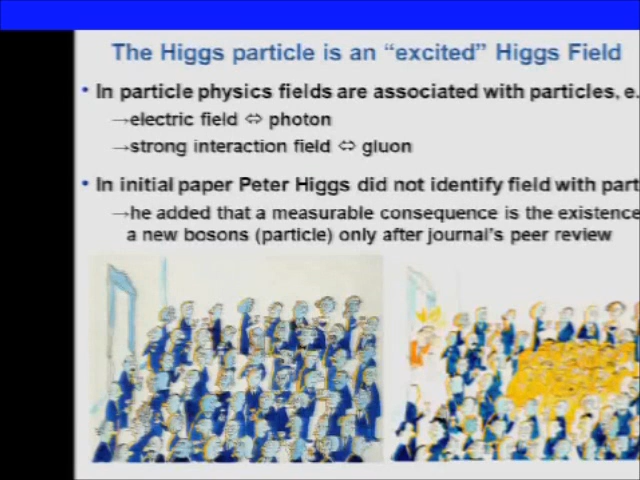 The Higgs particle is an “excited” Higgs Field
• In particle physics fields are associated with particles, e.
→electric field ⇔ photon
→strong interaction field ⇔ gluon
• In initial paper Peter Higgs did not identify field with part
→he added that a measurable consequence is the existence
a new bosons (particle) only after journal's peer review